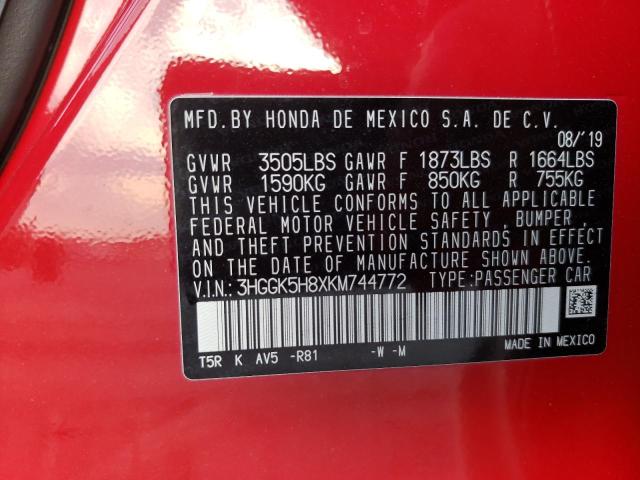 MFD.BY HONDA DE MEXICO S.A. DE C.V.
08/'19
GVWR 3505LBS GAWR F 1873LBS R 1664LBS
GVWR 1590KG GAWR F 850KG R 755KG
THIS VEHICLE CONFORMS TO ALL APPLICABLE
FEDERAL MOTOR VEHICLE SAFETY , BUMPER ,
AND THEFT PREVENTION STANDARDS IN EFFECT
ON THE DATE OF MANUFACTURE SHOWN ABOVE.
V.I.N.: 3HGGK5H8XKM744772 TYPE:PASSENGER CAR
T5R K AV5 -R81 -W -M MADE IN MEXICO